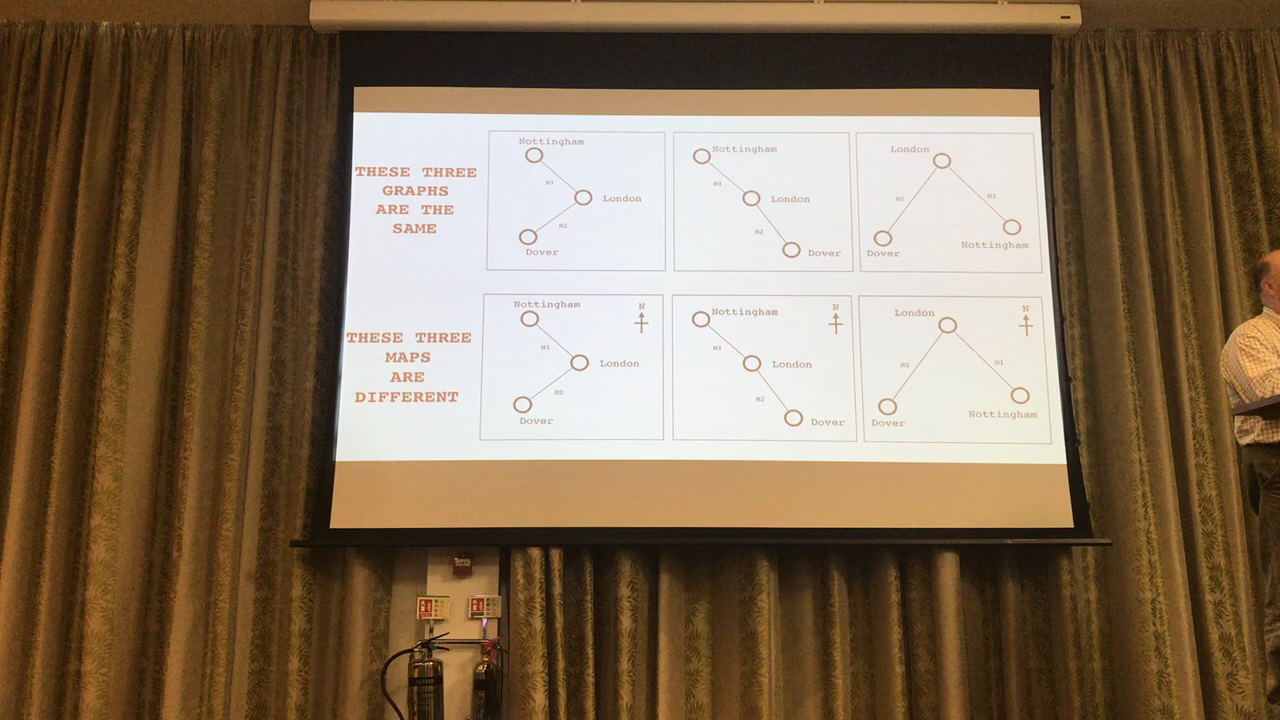 THESE THREE
GRAPHS
ARE THE
SAME
Nottingham
M1
London
M2
Dover
Nottingham
M1
London
M2
Dover
London
M2
M1
Dover
Nottingham
THESE THREE
MAPS
ARE
DIFFERENT
Nottingham
N
M1
London
M2
Dover
Nottingham
N
M1
London
M2
Dover
London
N
M2
M1
Dover
Nottingham